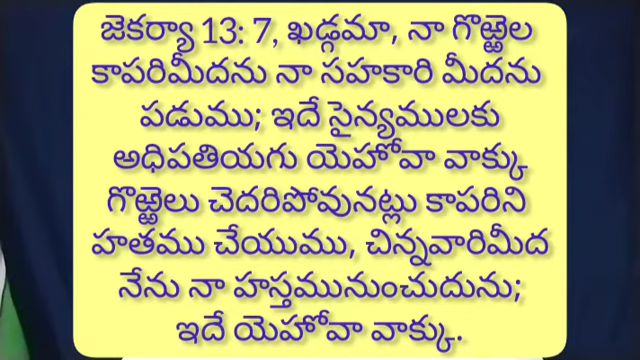 జెకర్యా 13: 7, ఖడ్గమా, నా గొఱ్ఱెల
కాపరిమీదను నా సహకారి మీదను
పడుము; ఇదే సైన్యములకు
అధిపతియగు యెహోవా వాక్కు
గొఱ్ఱెలు చెదరిపోవునట్లు కాపరిని
హతము చేయుము, చిన్నవారిమీద
నేను నా హస్తమునుంచుదును;
ఇదే యెహోవా వాక్కు.